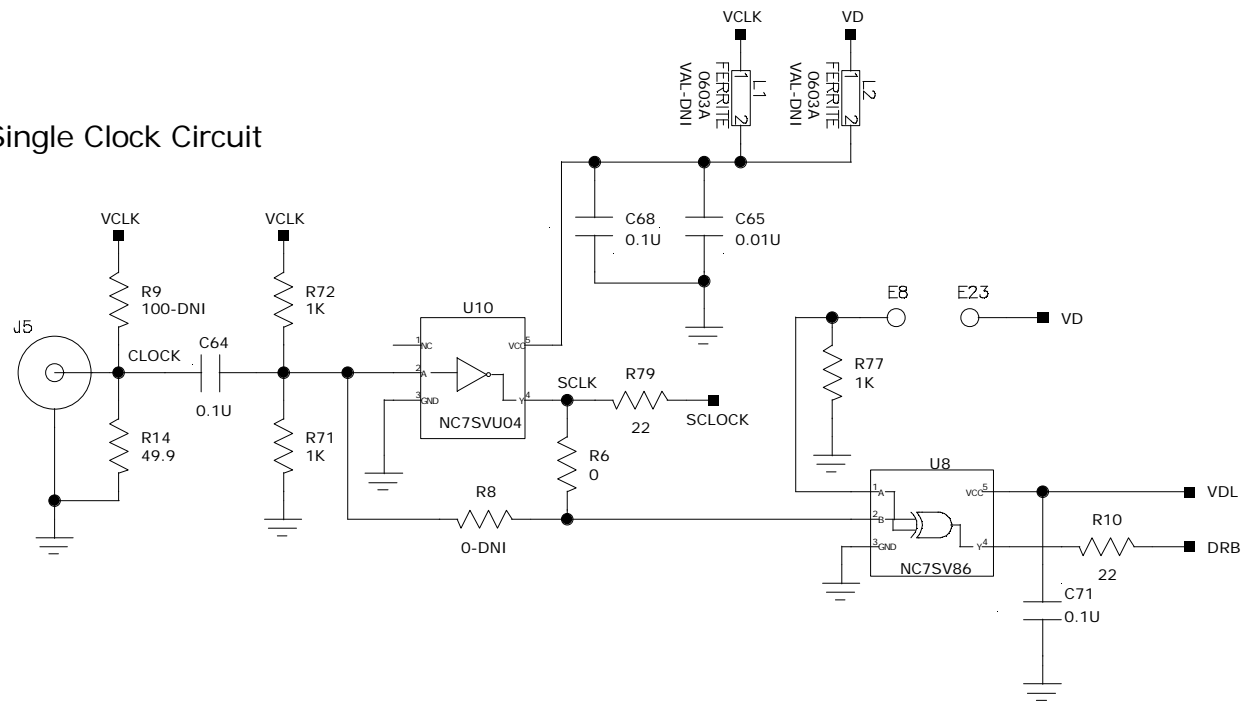 VCLK
VD
FERRITE
0603A
VAL-DNI
1
2
L1
FERRITE
0603A
VAL-DNI
1
2
L2
Single Clock Circuit
VCLK
VCLK
C68
0.1U
C65
0.01U
R9
100-DNI
R72
1K
J5
CLOCK
C64
0.1U
U10
1
NC
VCC
5
2
A
3
GND
Y
4
NC7SVU04
SCLK
R79
22
SCLOCK
E8
E23
VD
R77
1K
R14
49.9
R71
1K
R6
0
R8
0-DNI
U8
1
A
VCC
5
2
B
3
GND
Y
4
NC7SV86
VDL
R10
22
DRB
C71
0.1U